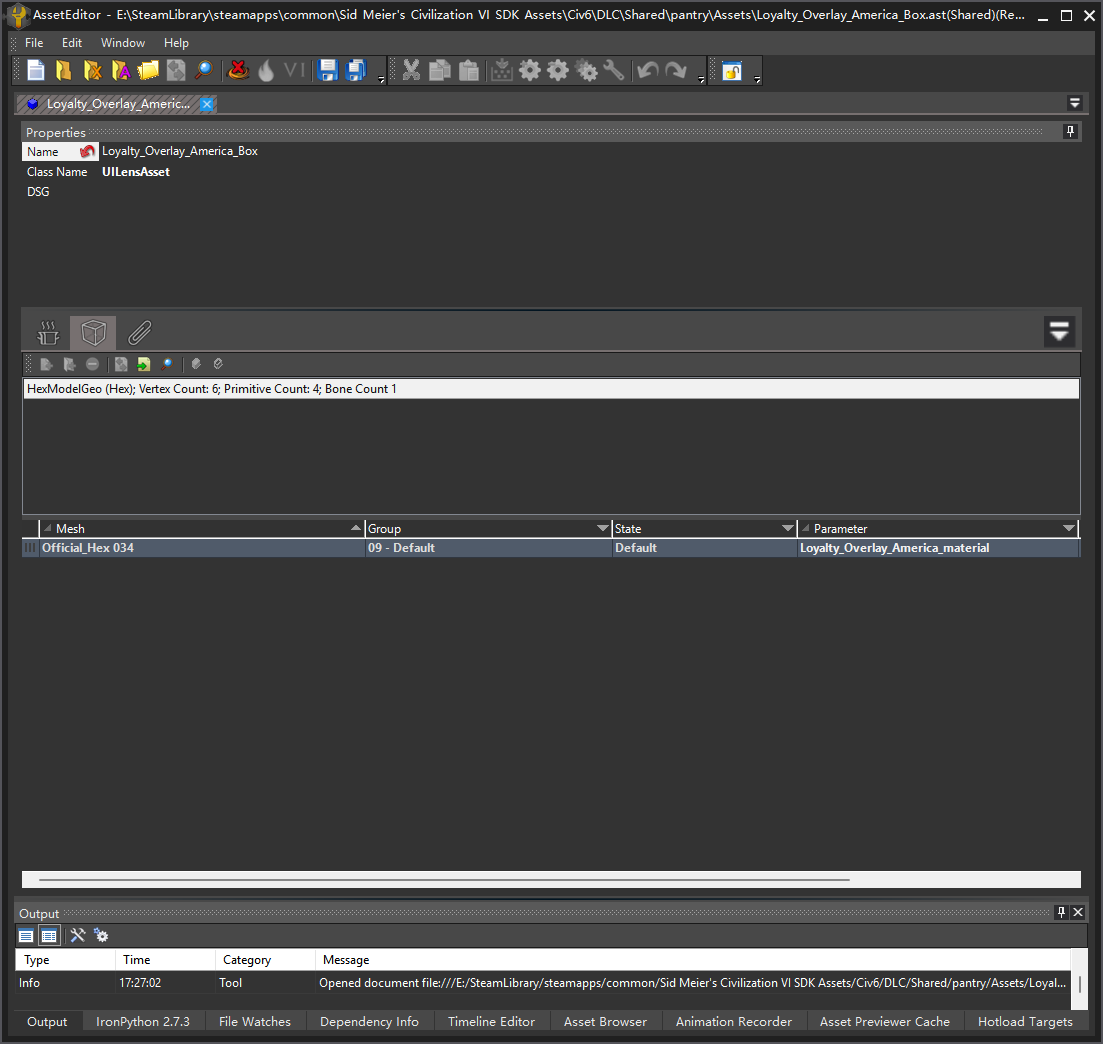 AssetEditor - E:\SteamLibrary\steamapps\common\Sid Meier's Civilization VI SDK Assets\Civ6\DLC\Shared\pantry\Assets\Loyalty_Overlay_America_Box.ast(Shared)(Re...
File Edit Window Help
VI
Loyalty_Overlay_Americ...
Properties
Name Loyalty_Overlay_America_Box
Class Name UILensAsset
DSG
HexModelGeo (Hex); Vertex Count: 6; Primitive Count: 4; Bone Count 1
Mesh Group State Parameter
Official_Hex 034 09 - Default Default Loyalty_Overlay_America_material
Output
Type Time Category Message
Info 17:27:02 Tool Opened document file:///E:/SteamLibrary/steamapps/common/Sid Meier's Civilization VI SDK Assets/Civ6/DLC/Shared/pantry/Assets/Loyal...
Output IronPython 2.7.3 File Watches Dependency Info Timeline Editor Asset Browser Animation Recorder Asset Previewer Cache Hotload Targets